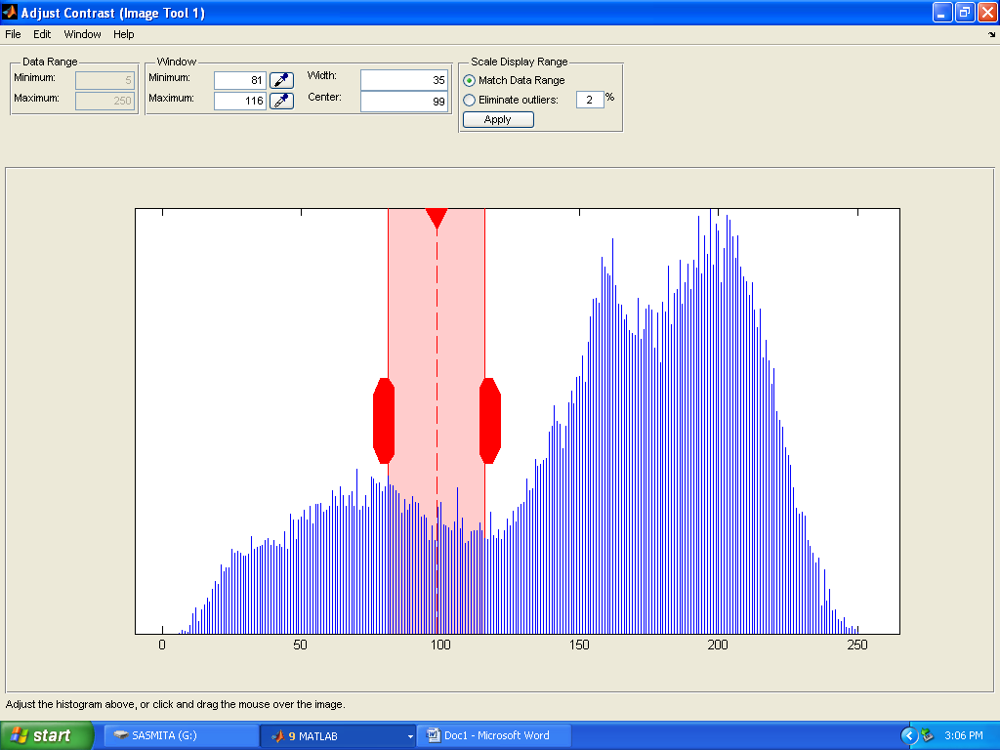 Adjust Contrast (Image Tool 1)
File Edit Window Help
Data Range
Minimum: 5
Maximum: 250
Window
Minimum: 81
Maximum: 116
Width: 35
Center: 99
Scale Display Range
Match Data Range
Eliminate outliers: 2 %
Apply
0 50 100 150 200 250
Adjust the histogram above, or click and drag the mouse over the image.
start SASMITA (G:) 9 MATLAB Doc1 - Microsoft Word 3:06 PM